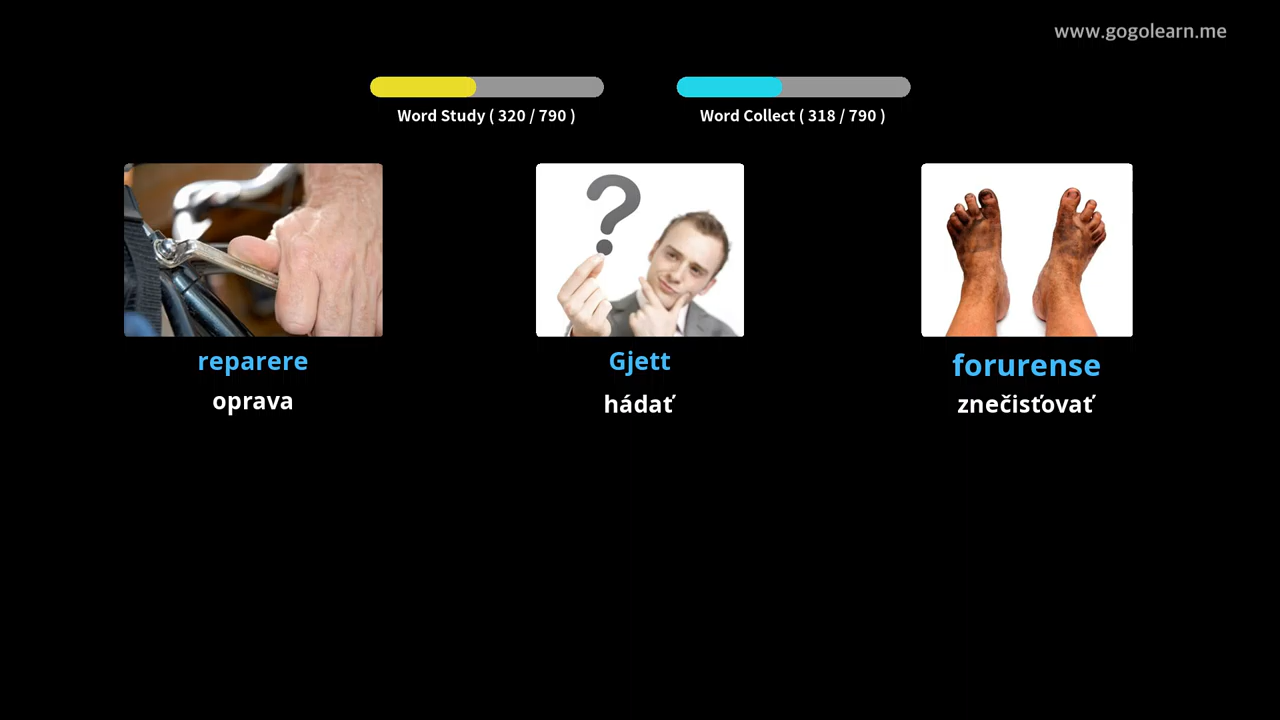 www.gogolearn.me
Word Study ( 320 / 790 )
Word Collect ( 318 / 790 )
reparere
oprava
Gjett
hádať
forurense
znečisťovať